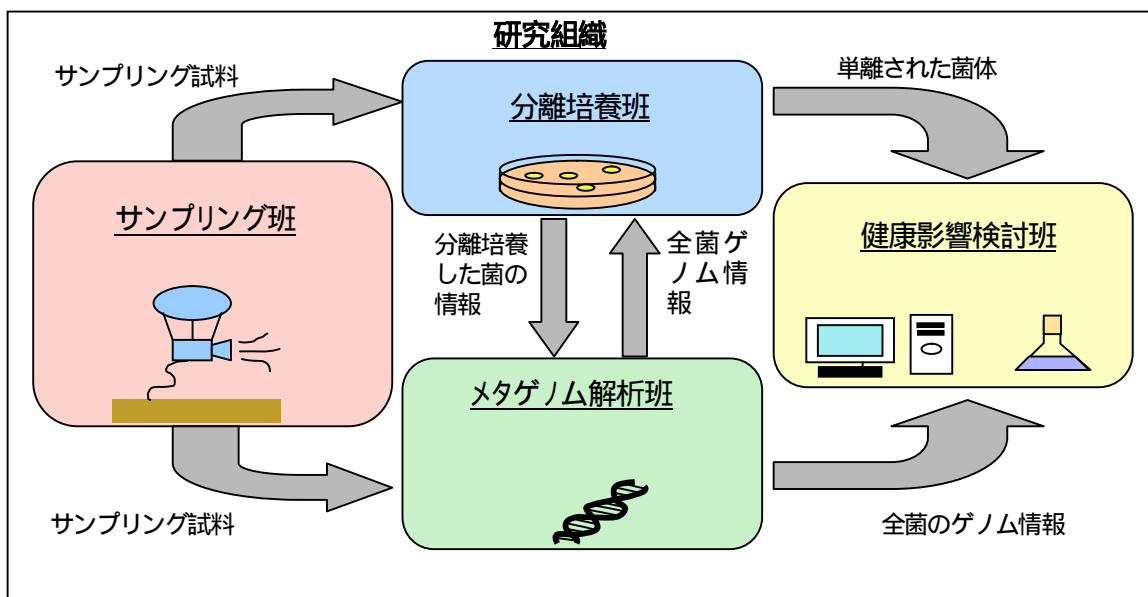 研究組織
サンプリング試料
単離された菌体
分離培養班
サンプリング班
健康影響検討班
分離培養
した菌の
情報
全菌ゲ
ノム情
報
メタゲノム解析班
サンプリング試料
全菌のゲノム情報